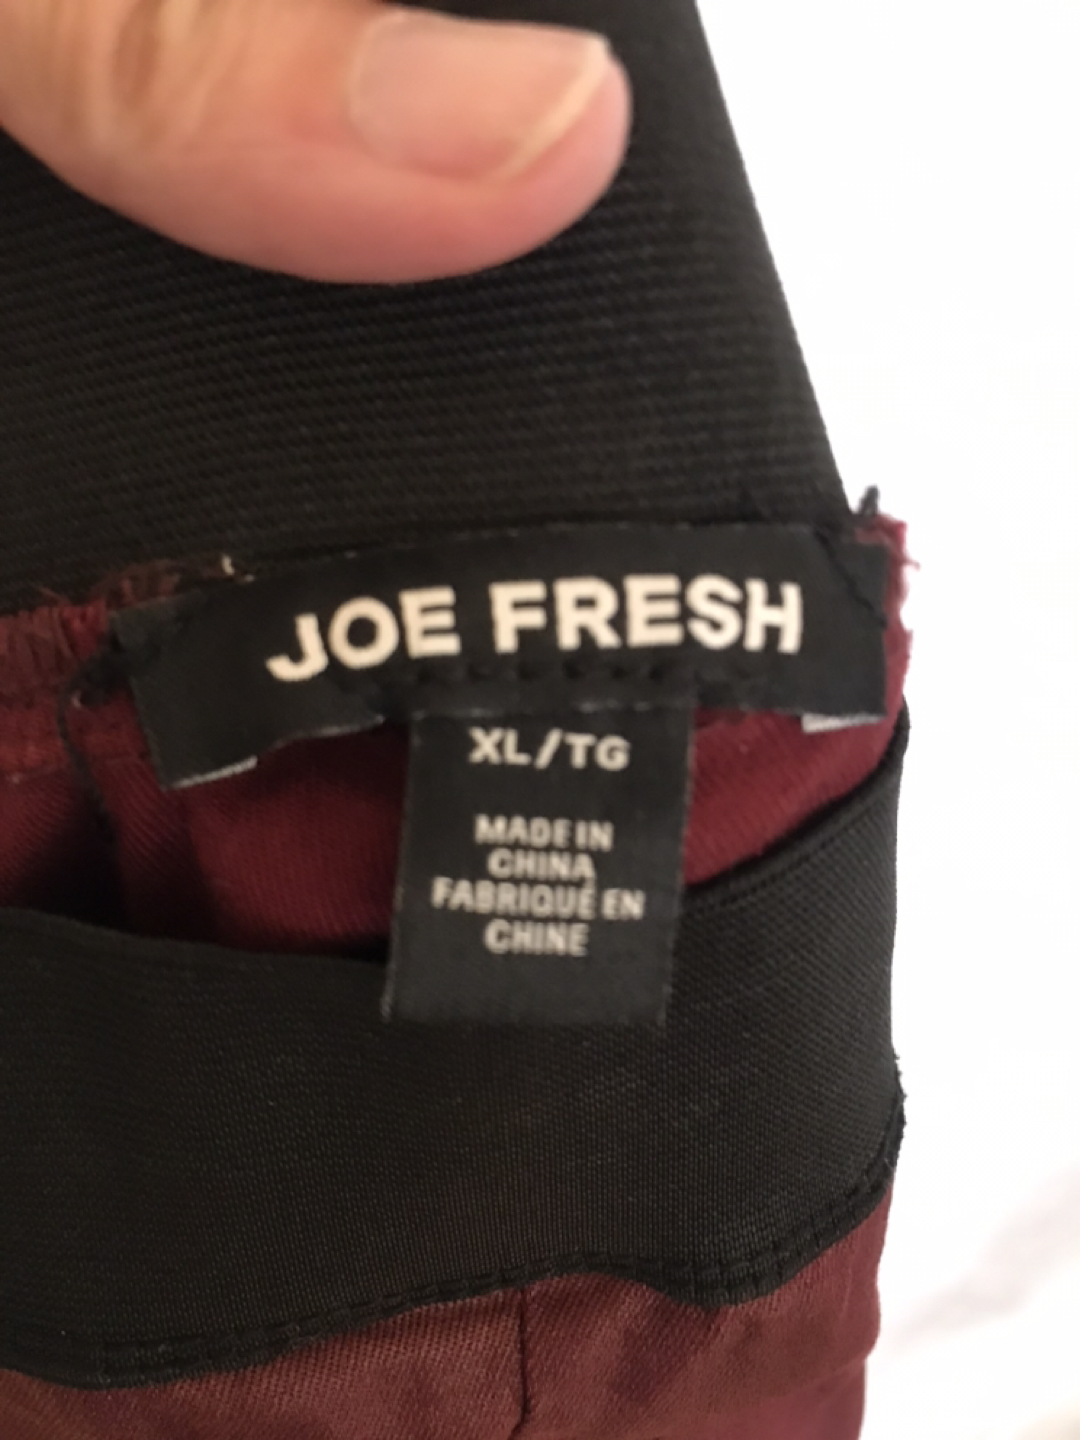 JOE FRESH
XL/TG
MADE IN
CHINA
FABRIQUÉ EN
CHINE